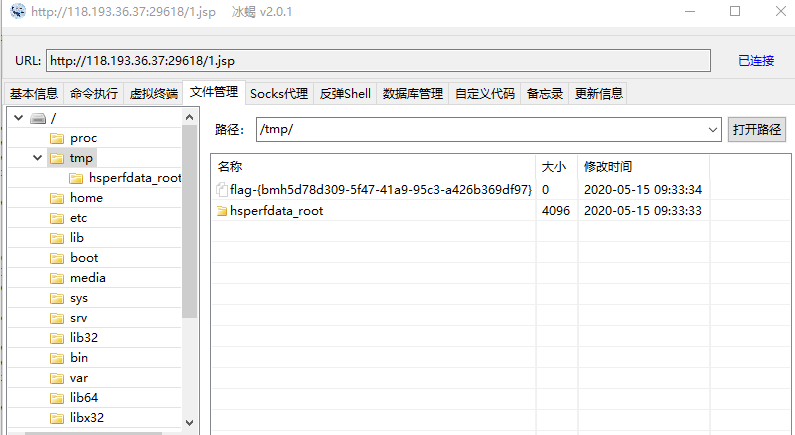 http://118.193.36.37:29618/1.jsp 冰蝎 v2.0.1
URL: http://118.193.36.37:29618/1.jsp 已连接
基本信息 命令执行 虚拟终端 文件管理 Socks代理 反弹Shell 数据库管理 自定义代码 备忘录 更新信息
/
proc
tmp
hsperfdata_root
home
etc
lib
boot
media
sys
srv
lib32
bin
var
lib64
libx32
路径： /tmp/ 打开路径
名称 大小 修改时间
flag-{bmh5d78d309-5f47-41a9-95c3-a426b369df97} 0 2020-05-15 09:33:34
hsperfdata_root 4096 2020-05-15 09:33:33